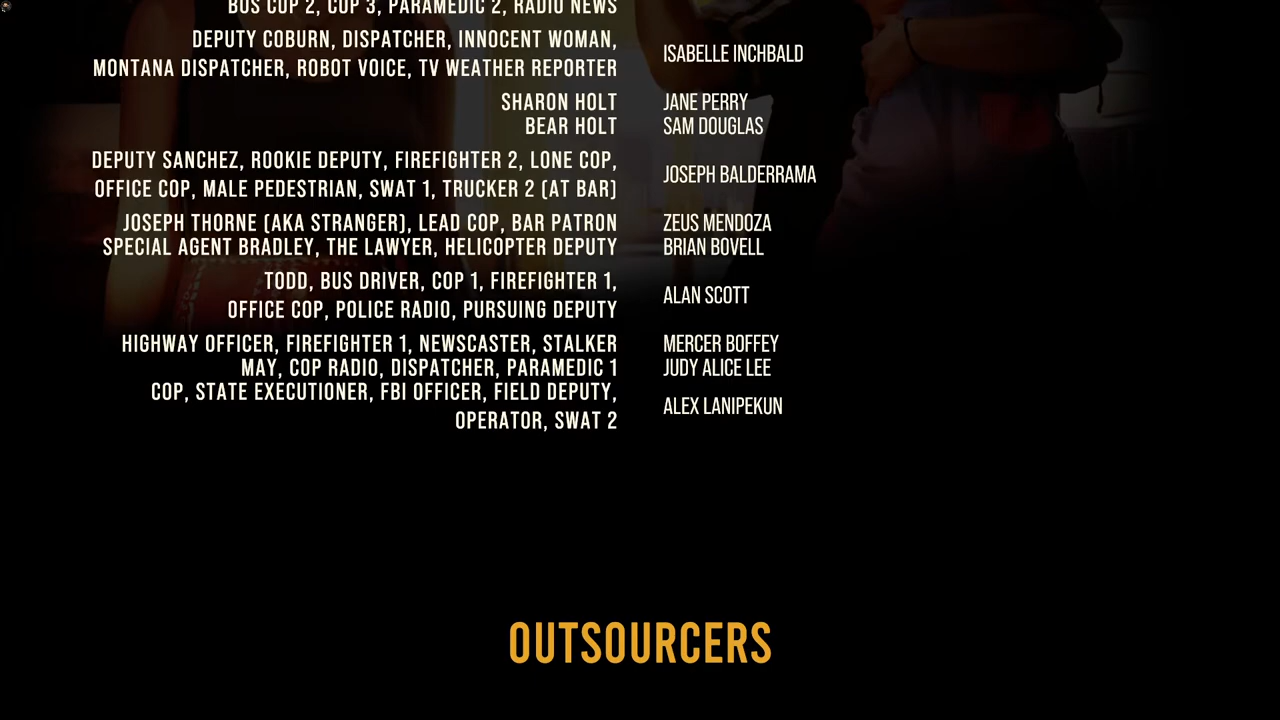 BUS COP 2, COP 3, PARAMEDIC 2, RADIO NEWS
DEPUTY COBURN, DISPATCHER, INNOCENT WOMAN,
MONTANA DISPATCHER, ROBOT VOICE, TV WEATHER REPORTER
ISABELLE INCHBALD
SHARON HOLT JANE PERRY
BEAR HOLT SAM DOUGLAS
DEPUTY SANCHEZ, ROOKIE DEPUTY, FIREFIGHTER 2, LONE COP,
OFFICE COP, MALE PEDESTRIAN, SWAT 1, TRUCKER 2 (AT BAR)
JOSEPH BALDERRAMA
JOSEPH THORNE (AKA STRANGER), LEAD COP, BAR PATRON ZEUS MENDOZA
SPECIAL AGENT BRADLEY, THE LAWYER, HELICOPTER DEPUTY BRIAN BOVELL
TODD, BUS DRIVER, COP 1, FIREFIGHTER 1,
OFFICE COP, POLICE RADIO, PURSUING DEPUTY
ALAN SCOTT
HIGHWAY OFFICER, FIREFIGHTER 1, NEWSCASTER, STALKER MERCER BOFFEY
MAY, COP RADIO, DISPATCHER, PARAMEDIC 1 JUDY ALICE LEE
COP, STATE EXECUTIONER, FBI OFFICER, FIELD DEPUTY,
OPERATOR, SWAT 2
ALEX LANIPEKUN
OUTSOURCERS